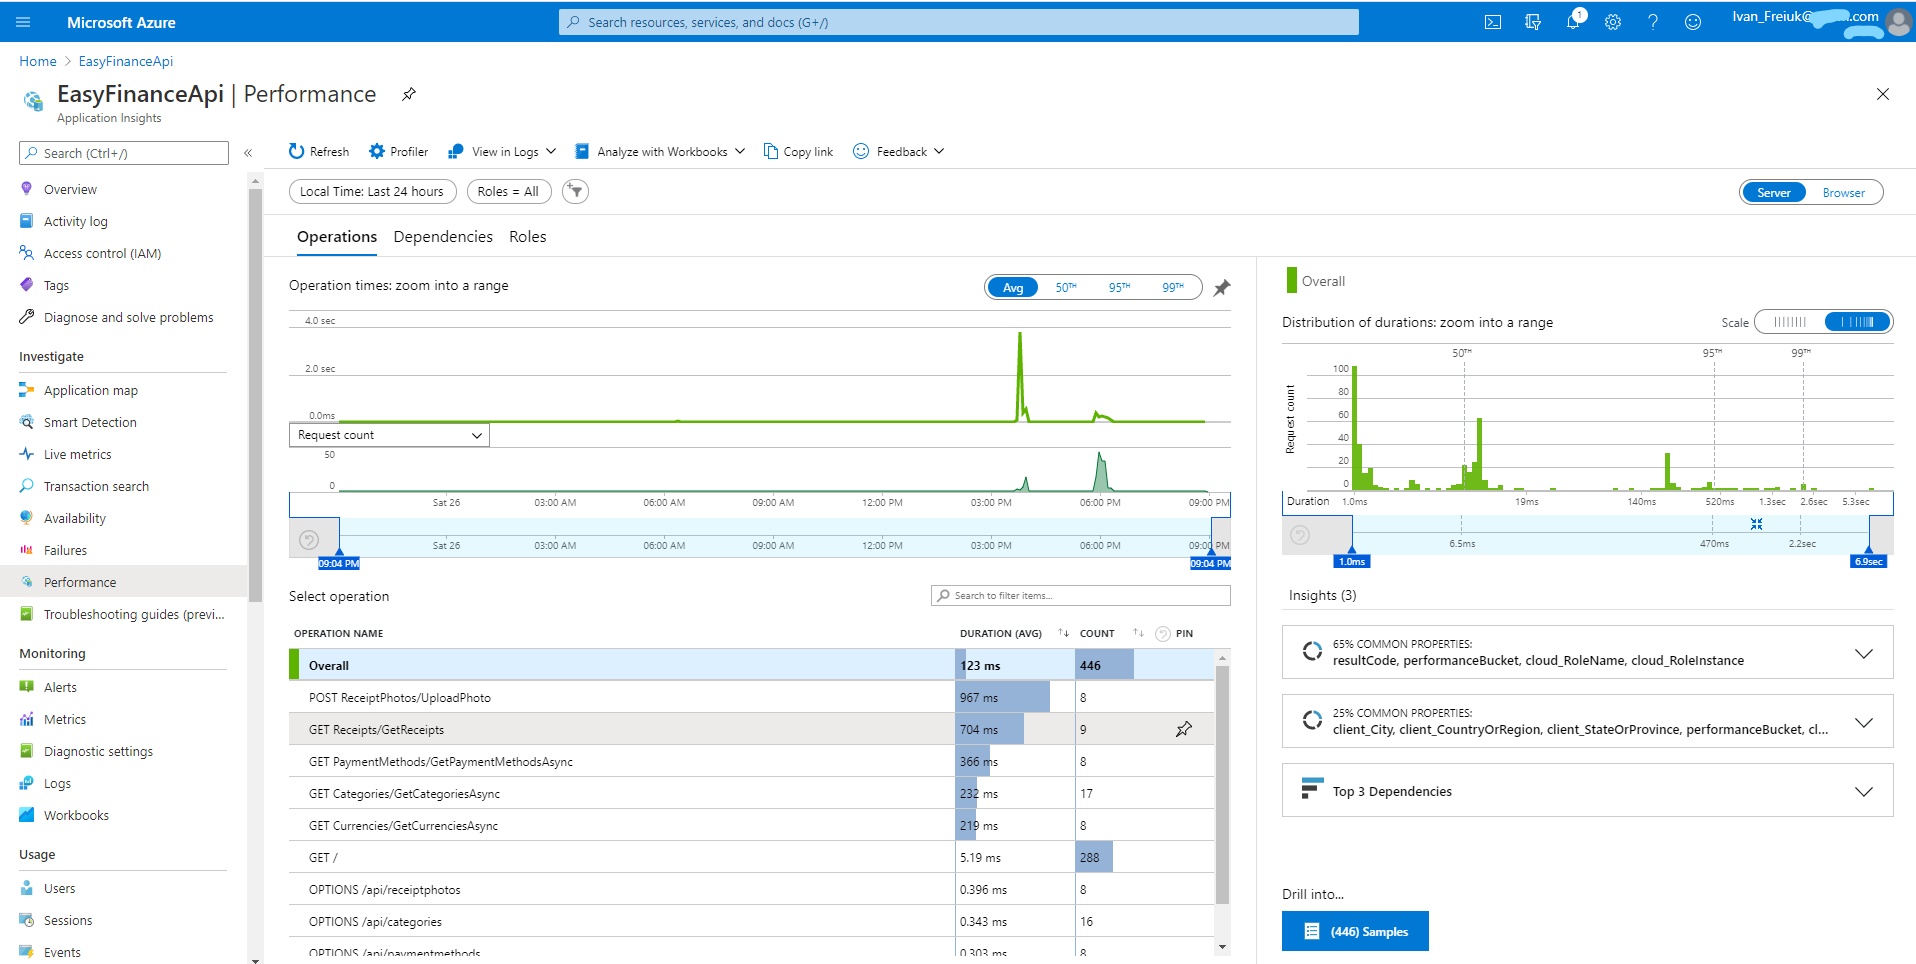 Microsoft Azure
Search resources, services, and docs (G+/)
1
Ivan_Freiuk@
.com
Home > EasyFinanceApi
EasyFinanceApi | Performance
Application Insights
Search (Ctrl+/)
Overview
Activity log
Access control (IAM)
Tags
Diagnose and solve problems
Investigate
Application map
Smart Detection
Live metrics
Transaction search
Availability
Failures
Performance
Troubleshooting guides (previ...
Monitoring
Alerts
Metrics
Diagnostic settings
Logs
Workbooks
Usage
Users
Sessions
Events
Refresh Profiler View in Logs Analyze with Workbooks Copy link Feedback
Local Time: Last 24 hours Roles = All
Server Browser
Operations Dependencies Roles
Operation times: zoom into a range
Avg 50TH 95TH 99TH
4.0 sec
2.0 sec
0.0ms
Request count
50
0
Sat 26 03:00 AM 06:00 AM 09:00 AM 12:00 PM 03:00 PM 06:00 PM 09:00 PM
Sat 26 03:00 AM 06:00 AM 09:00 AM 12:00 PM 03:00 PM 06:00 PM 09:00 PM
09:04 PM 09:04 PM
Select operation
Search to filter items...
OPERATION NAME DURATION (AVG) COUNT PIN
Overall 123 ms 446
POST ReceiptPhotos/UploadPhoto 967 ms 8
GET Receipts/GetReceipts 704 ms 9
GET PaymentMethods/GetPaymentMethodsAsync 366 ms 8
GET Categories/GetCategoriesAsync 232 ms 17
GET Currencies/GetCurrenciesAsync 219 ms 8
GET / 5.19 ms 288
OPTIONS /api/receiptphotos 0.396 ms 8
OPTIONS /api/categories 0.343 ms 16
OPTIONS /api/paymentmethods 0.303 ms 8
Overall
Distribution of durations: zoom into a range
Scale
50TH 95TH 99TH
Request count
100
80
60
40
20
0
Duration 1.0ms 19ms 140ms 520ms 1.3sec 2.6sec 5.3sec
6.5ms 470ms 2.2sec
1.0ms 6.9sec
Insights (3)
65% COMMON PROPERTIES:
resultCode, performanceBucket, cloud_RoleName, cloud_RoleInstance
25% COMMON PROPERTIES:
client_City, client_CountryOrRegion, client_StateOrProvince, performanceBucket, cl...
Top 3 Dependencies
Drill into...
(446) Samples